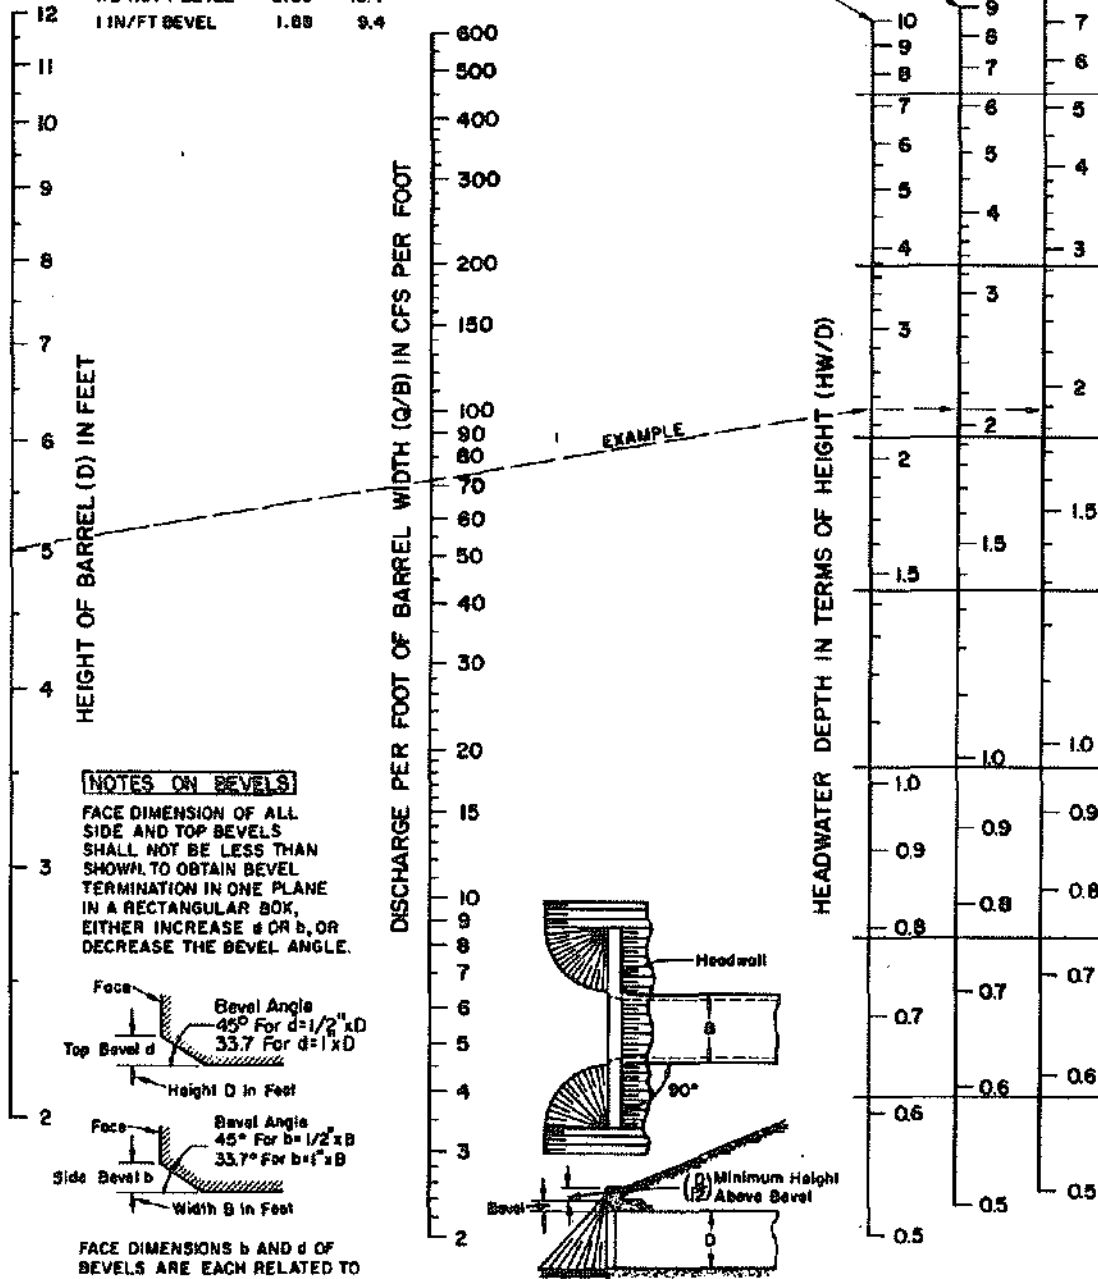 1 IN/FT BEVEL 1.88 9.4
12
11
10
9
8
7
6
5
4
3
2
HEIGHT OF BARREL (D) IN FEET
600
500
400
300
200
150
100
90
80
70
60
50
40
30
20
15
10
9
8
7
6
5
4
3
2
DISCHARGE PER FOOT OF BARREL WIDTH (Q/B) IN CFS PER FOOT
EXAMPLE
HEADWATER DEPTH IN TERMS OF HEIGHT (HW/D)
10
9
8
7
6
5
4
3
2
1.5
1.0
0.9
0.8
0.7
0.6
0.5
9
8
7
6
5
4
3
2
1.5
1.0
0.9
0.8
0.7
0.6
0.5
7
6
5
4
3
2
1.5
1.0
0.9
0.8
0.7
0.6
0.5
NOTES ON BEVELS
FACE DIMENSION OF ALL
SIDE AND TOP BEVELS
SHALL NOT BE LESS THAN
SHOWN. TO OBTAIN BEVEL
TERMINATION IN ONE PLANE
IN A RECTANGULAR BOX,
EITHER INCREASE d OR b, OR
DECREASE THE BEVEL ANGLE.
Face
Bevel Angle
45° For d=1/2"xD
33.7 For d=1"xD
Top Bevel d
Height D in Feet
Face
Bevel Angle
45° For b=1/2"xB
33.7° For b=1"xB
Side Bevel b
Width B in Feet
FACE DIMENSIONS b AND d OF
BEVELS ARE EACH RELATED TO
Headwall
B
90°
Minimum Height
Above Bevel
Bevel
D